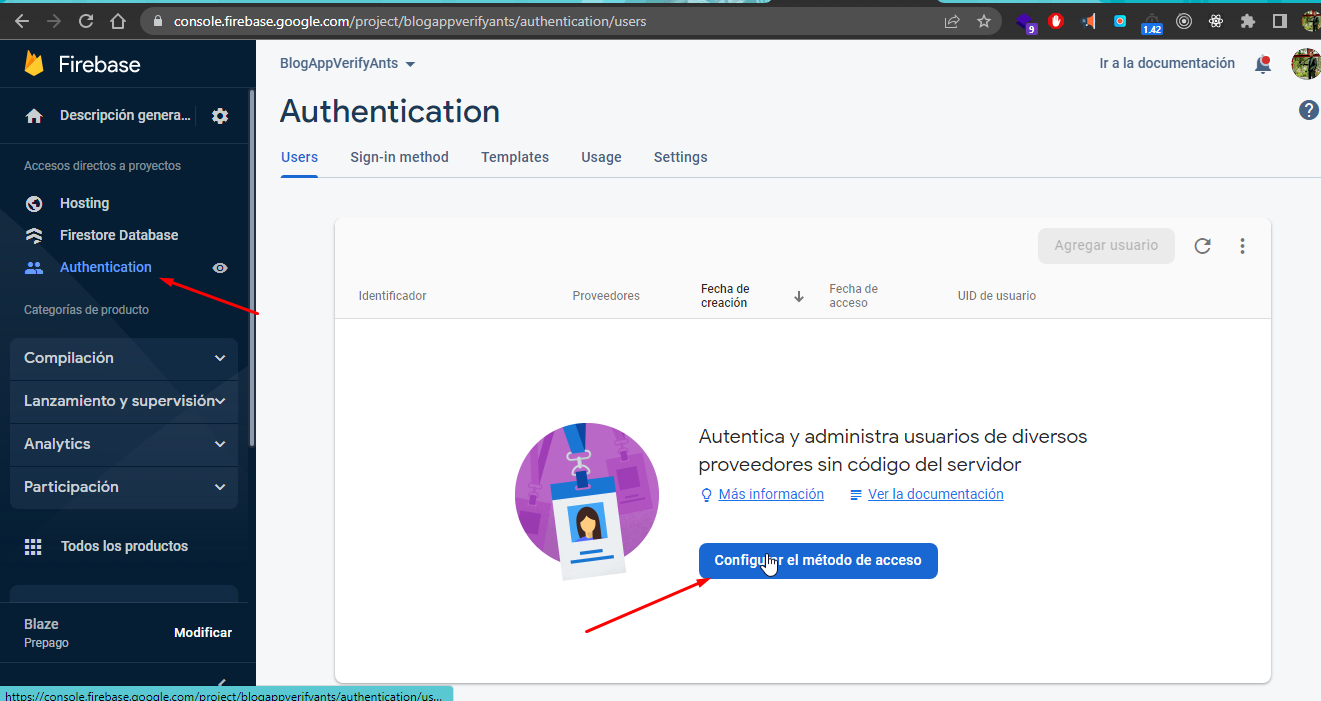 console.firebase.google.com/project/blogappverifyants/authentication/users
9
1.42
Firebase
BlogAppVerifyAnts
Ir a la documentación
Descripción genera...
Authentication
Accesos directos a proyectos
Users
Sign-in method
Templates
Usage
Settings
Hosting
Firestore Database
Authentication
Agregar usuario
Categorías de producto
Identificador
Proveedores
Fecha de
creación
Fecha de
acceso
UID de usuario
Compilación
Lanzamiento y supervisión
Analytics
Participación
Autentica y administra usuarios de diversos
proveedores sin código del servidor
Más información
Ver la documentación
Todos los productos
Configurar el método de acceso
Blaze
Prepago
Modificar
https://console.firebase.google.com/project/blogappverifyants/authentication/us...